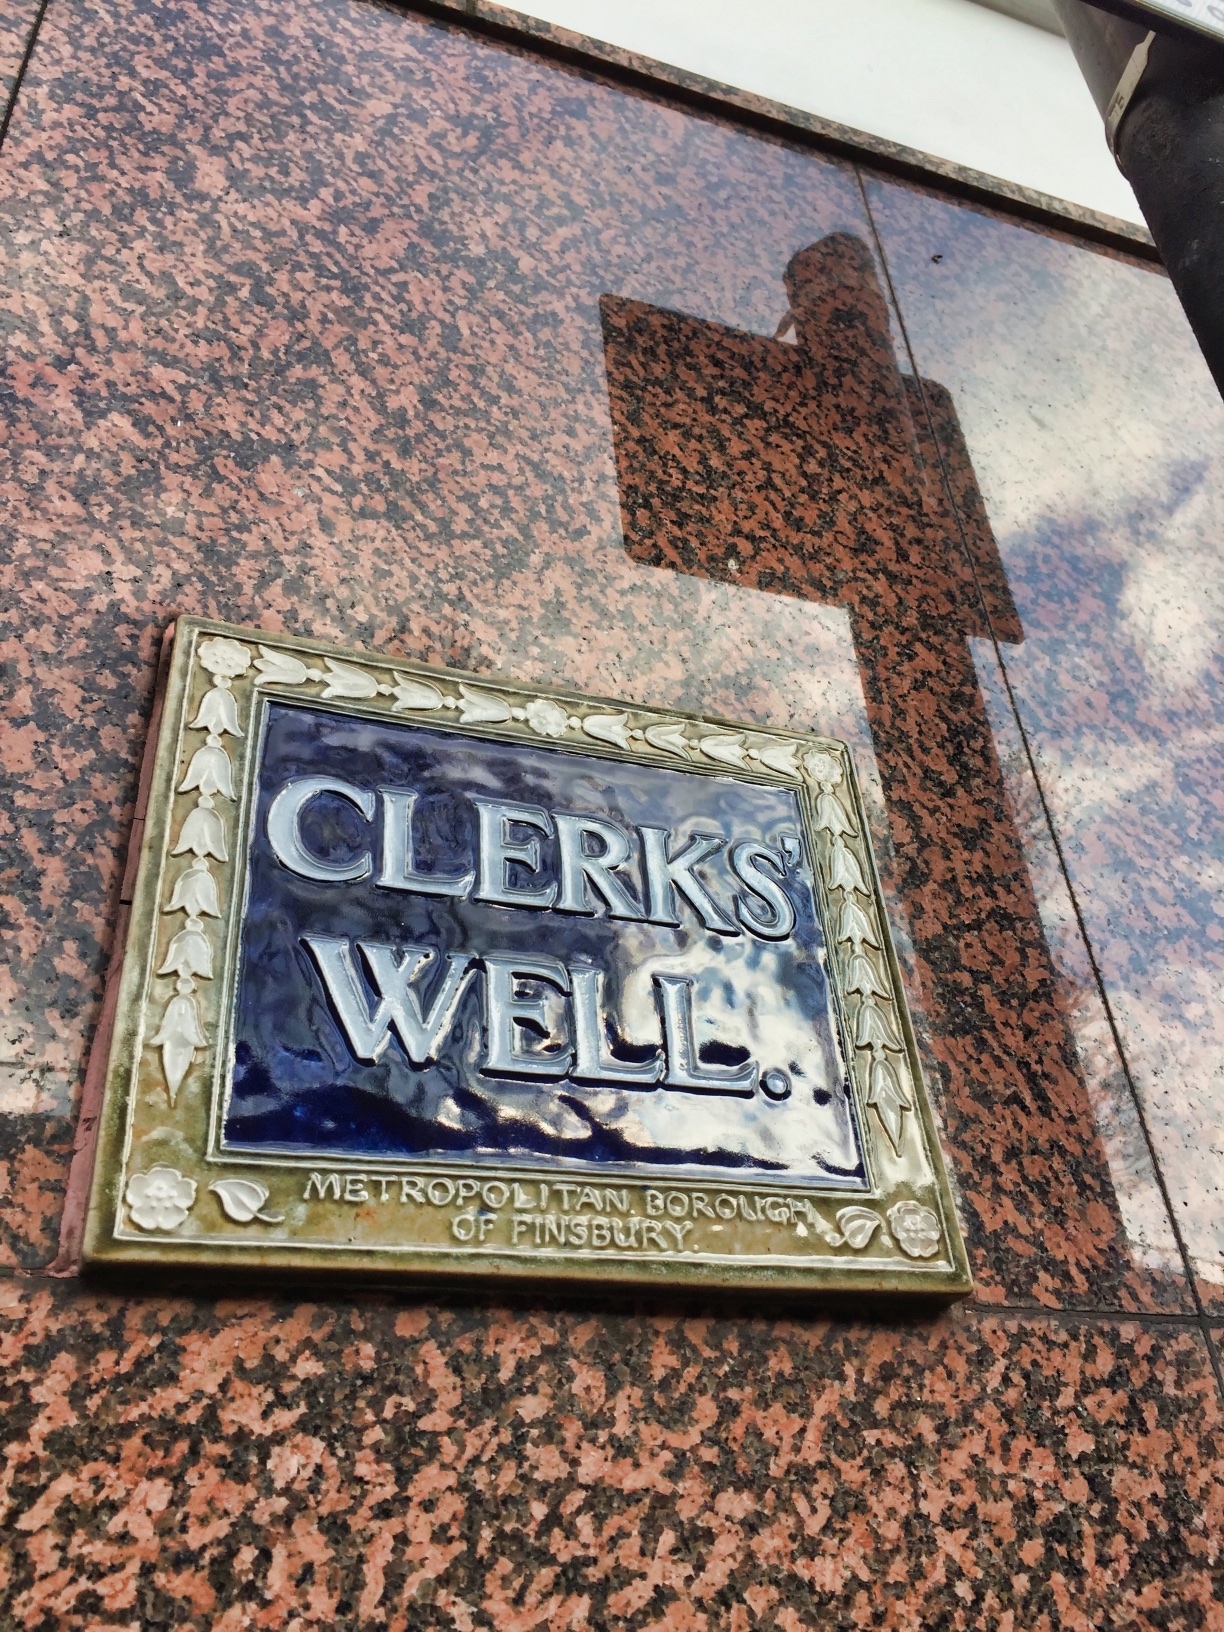 CLERKS'
WELL.
METROPOLITAN. BOROUGH
OF FINSBURY.